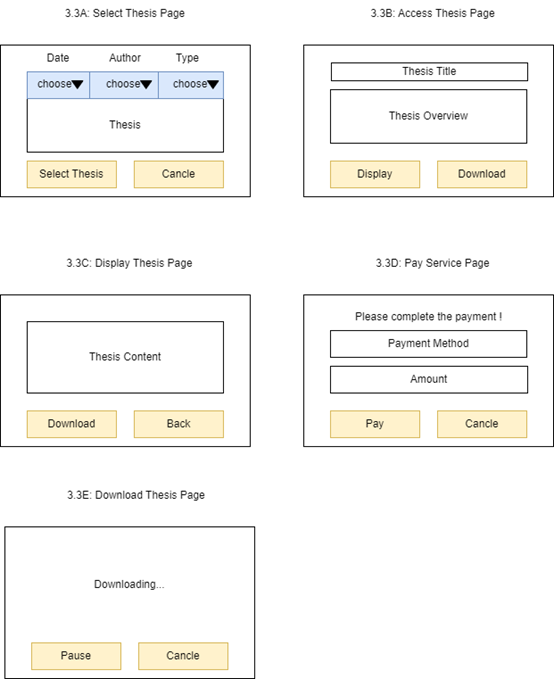 3.3A: Select Thesis Page
Date Author Type
choose choose choose
Thesis
Select Thesis Cancle
3.3B: Access Thesis Page
Thesis Title
Thesis Overview
Display Download
3.3C: Display Thesis Page
Thesis Content
Download Back
3.3D: Pay Service Page
Please complete the payment !
Payment Method
Amount
Pay Cancle
3.3E: Download Thesis Page
Downloading...
Pause Cancle